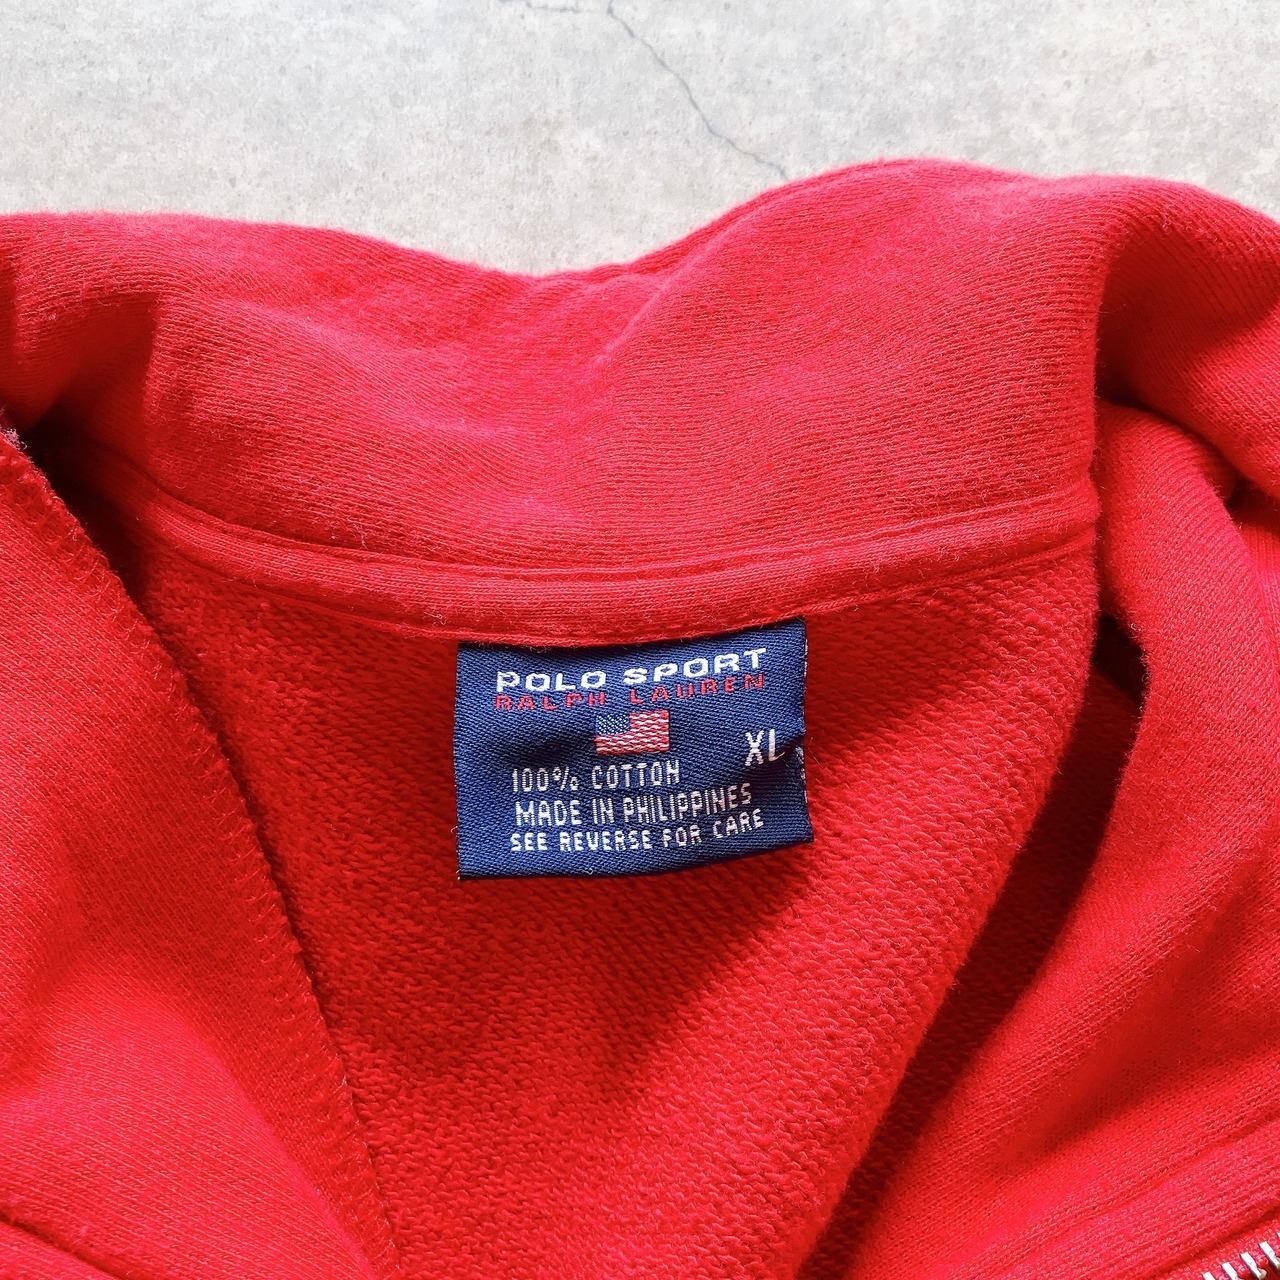 POLO SPORT
RALPH LAUREN
XL
100% COTTON
MADE IN PHILIPPINES
SEE REVERSE FOR CARE